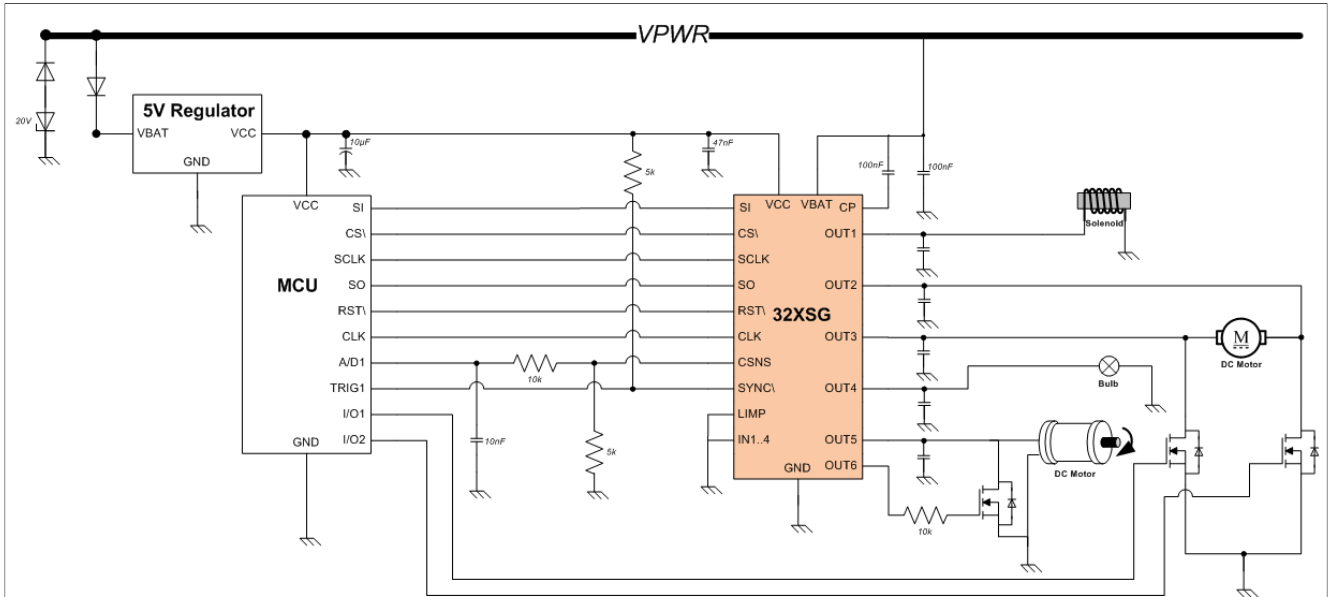 VPWR
20V
5V Regulator
VBAT
VCC
GND
10µF
5k
47nF
100nF
100nF
MCU
VCC
SI
CS\
SCLK
SO
RST\
CLK
A/D1
TRIG1
I/O1
I/O2
GND
10k
10nF
5k
32XSG
VCC
VBAT
CP
SI
CS\
SCLK
SO
RST\
CLK
CSNS
SYNC\
LIMP
IN1..4
GND
OUT1
OUT2
OUT3
OUT4
OUT5
OUT6
Solenoid
M
DC Motor
Bulb
DC Motor
10k